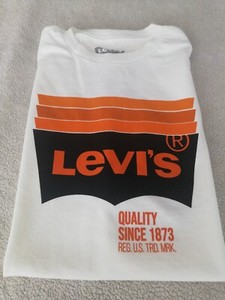 LEVI'S®
QUALITY
SINCE 1873
REG. U.S. TRD. MRK.